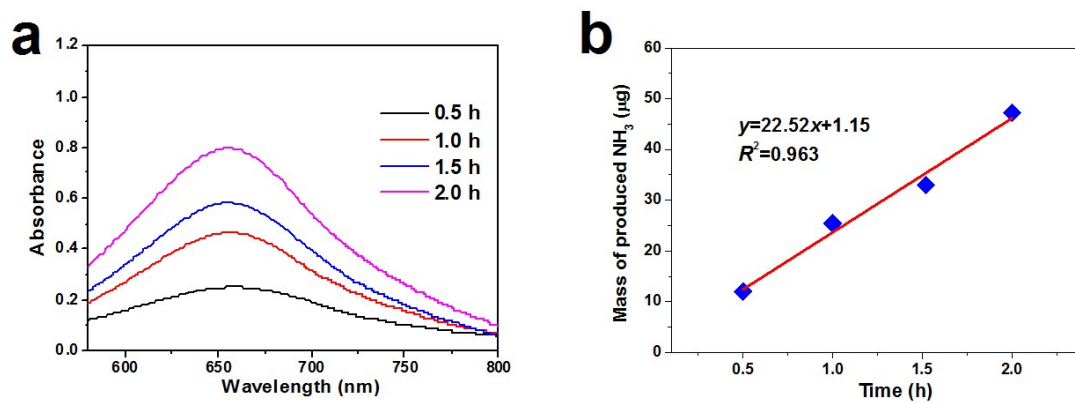 a
1.2
1.0
0.8
0.6
0.4
0.2
0.0
Absorbance
600
650
700
750
800
Wavelength (nm)
0.5 h
1.0 h
1.5 h
2.0 h
b
60
50
40
30
20
10
0
Mass of produced NH₃ (μg)
0.5
1.0
1.5
2.0
Time (h)
y=22.52x+1.15
R²=0.963